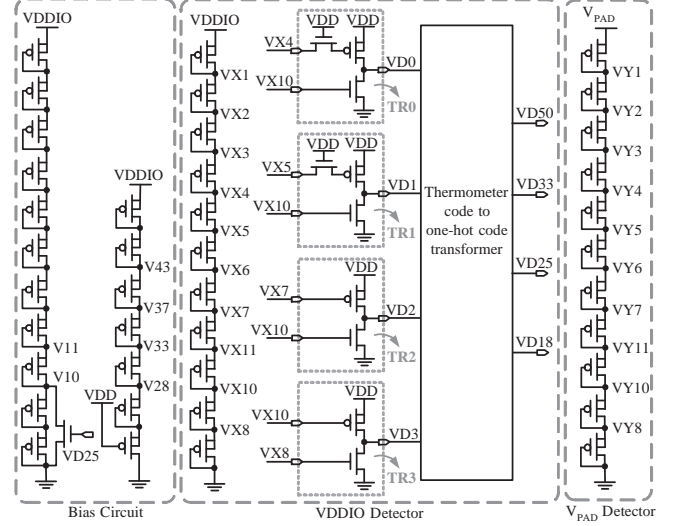 VDDIO
V11
V10
VDD
VD25
VDDIO
V43
V37
V33
V28
Bias Circuit
VDDIO
VX1
VX2
VX3
VX4
VX5
VX6
VX7
VX11
VX10
VX8
VDD VDD
VX4
VX10
VD0
TR0
VDD VDD
VX5
VX10
VD1
TR1
VDD
VX7
VX10
VD2
TR2
VDD
VX10
VX8
VD3
TR3
Thermometer
code to
one-hot code
transformer
VD50
VD33
VD25
VD18
VDDIO Detector
VPAD
VY1
VY2
VY3
VY4
VY5
VY6
VY7
VY11
VY10
VY8
VPAD Detector